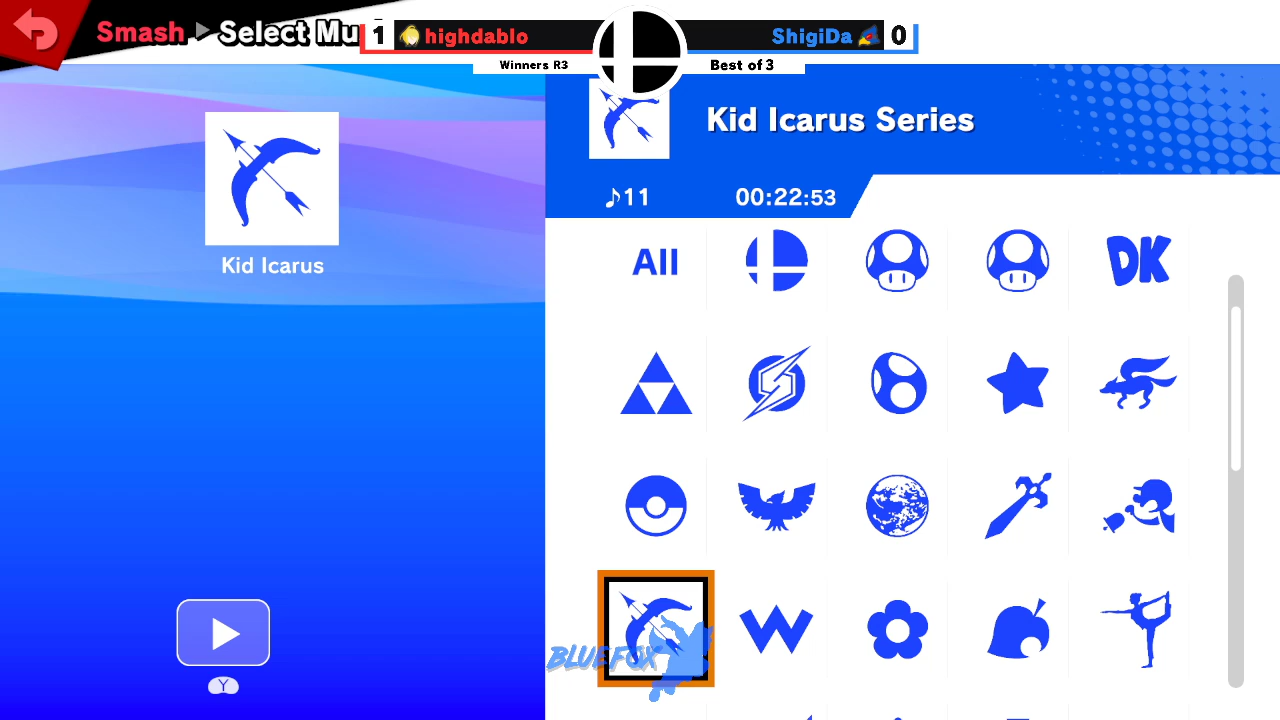 Smash
Select Mu
1 highdablo
ShigiDa 0
Winners R3
Best of 3
Kid Icarus
Kid Icarus Series
♪11
00:22:53
All
DK
BLUEFOX
Y